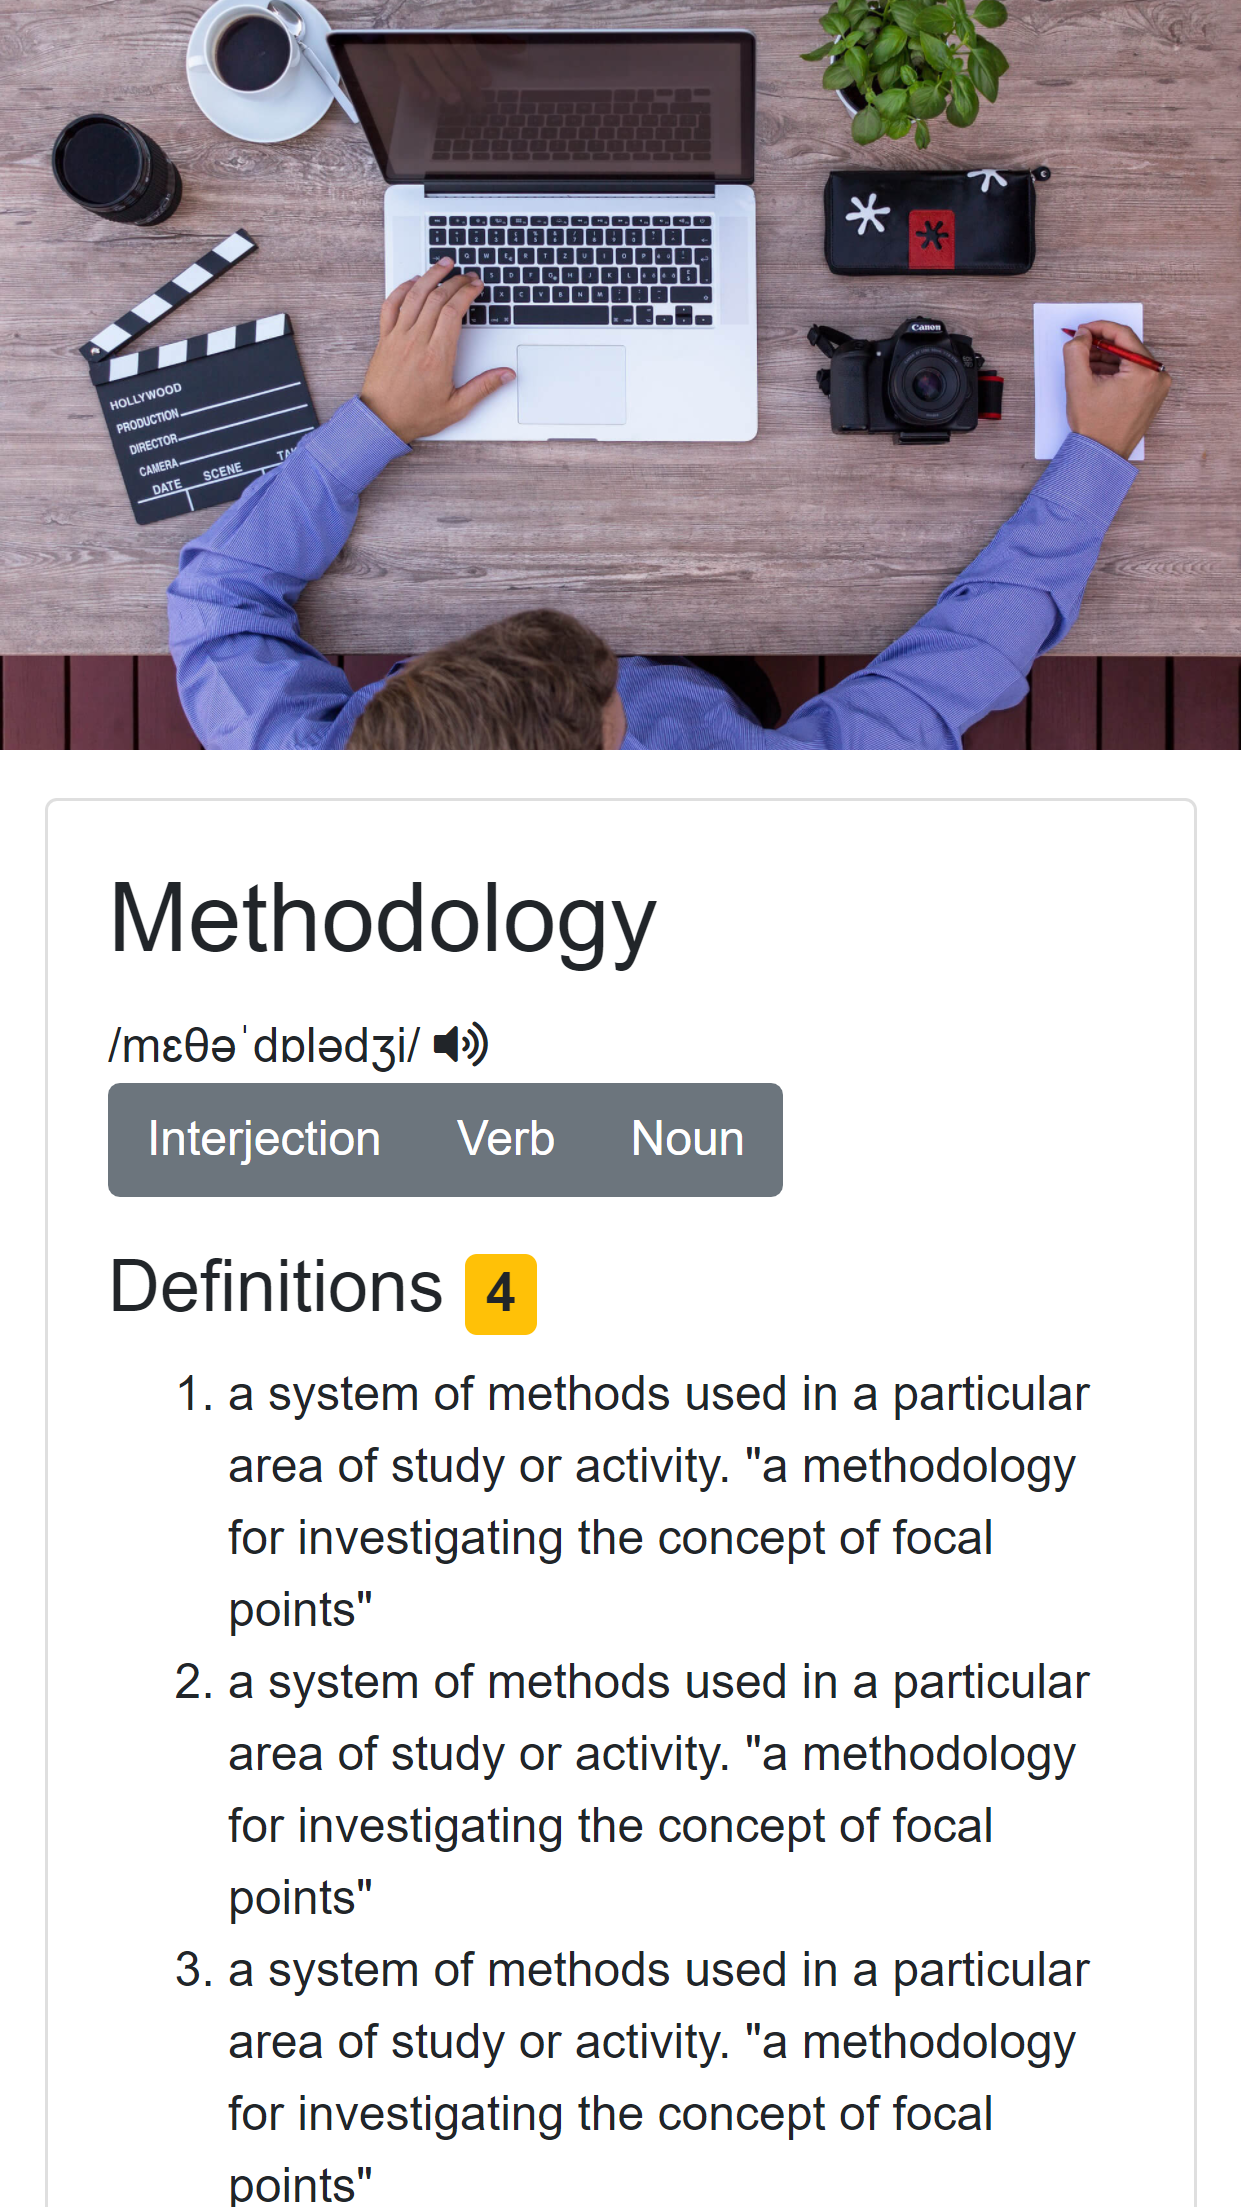 HOLLYWOOD
PRODUCTION
DIRECTOR
CAMERA
DATE SCENE
Canon
Methodology
/mɛθəˈdɒlədʒi/
Interjection Verb Noun
Definitions 4
1. a system of methods used in a particular
area of study or activity. "a methodology
for investigating the concept of focal
points"
2. a system of methods used in a particular
area of study or activity. "a methodology
for investigating the concept of focal
points"
3. a system of methods used in a particular
area of study or activity. "a methodology
for investigating the concept of focal
points"